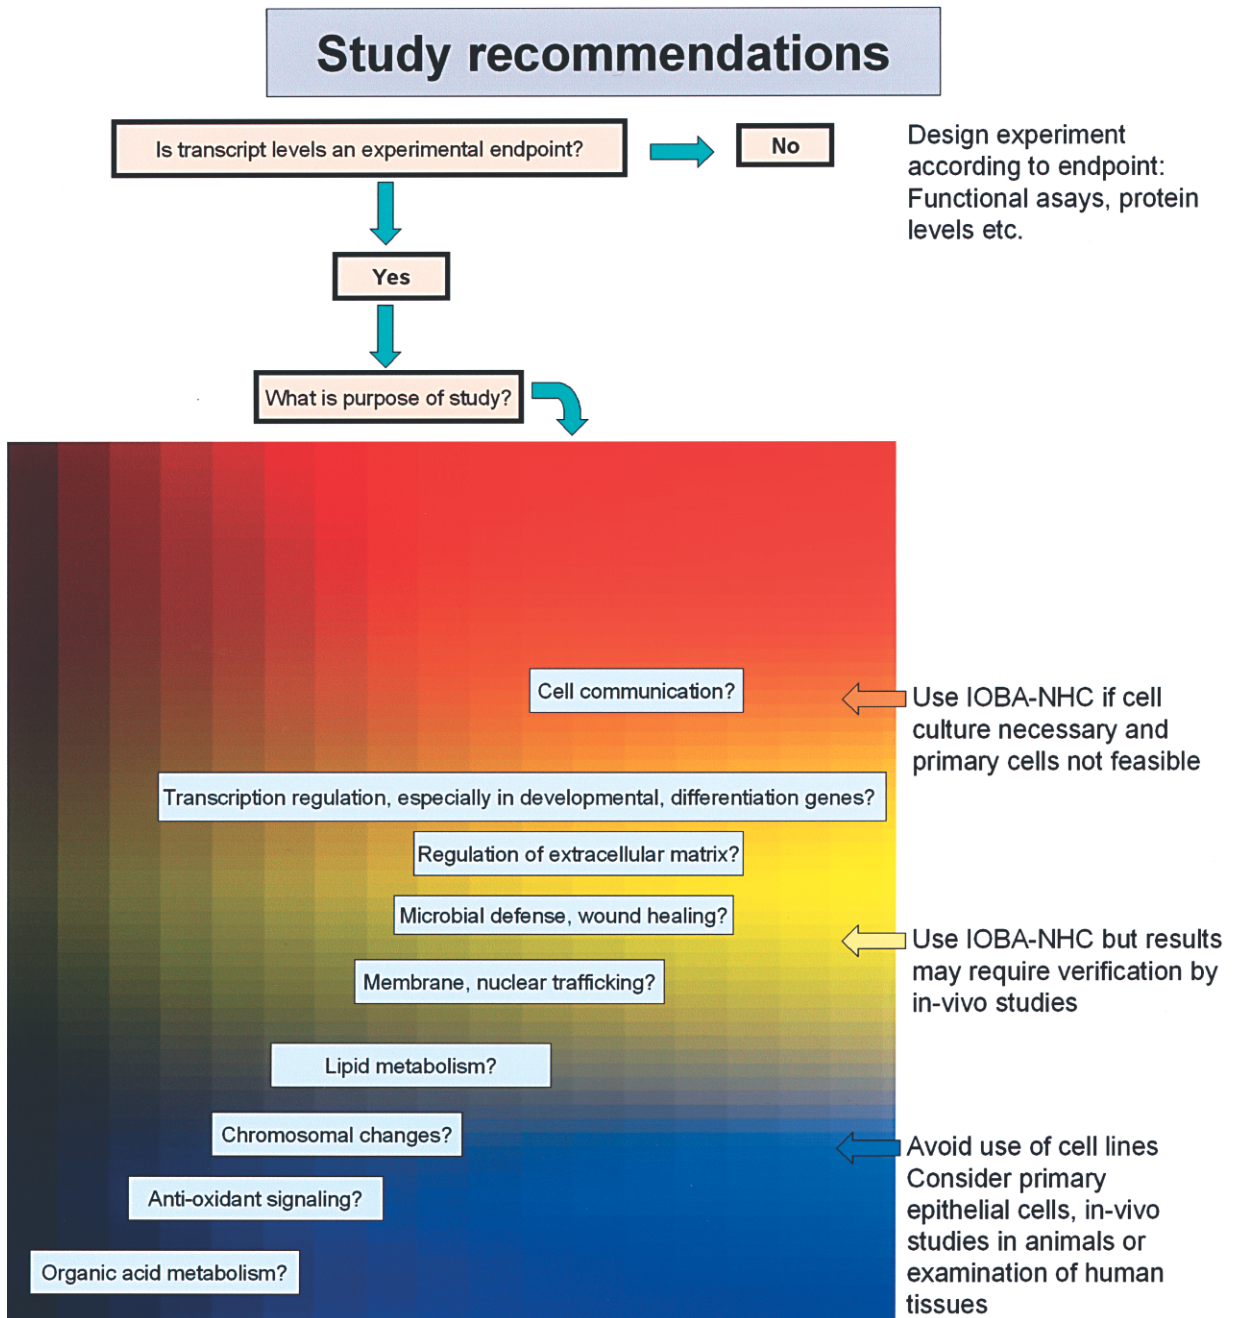 Study recommendations
Is transcript levels an experimental endpoint?
No
Design experiment
according to endpoint:
Functional asays, protein
levels etc.
Yes
What is purpose of study?
Cell communication?
Use IOBA-NHC if cell
culture necessary and
primary cells not feasible
Transcription regulation, especially in developmental, differentiation genes?
Regulation of extracellular matrix?
Microbial defense, wound healing?
Use IOBA-NHC but results
may require verification by
in-vivo studies
Membrane, nuclear trafficking?
Lipid metabolism?
Chromosomal changes?
Avoid use of cell lines
Consider primary
epithelial cells, in-vivo
studies in animals or
examination of human
tissues
Anti-oxidant signaling?
Organic acid metabolism?